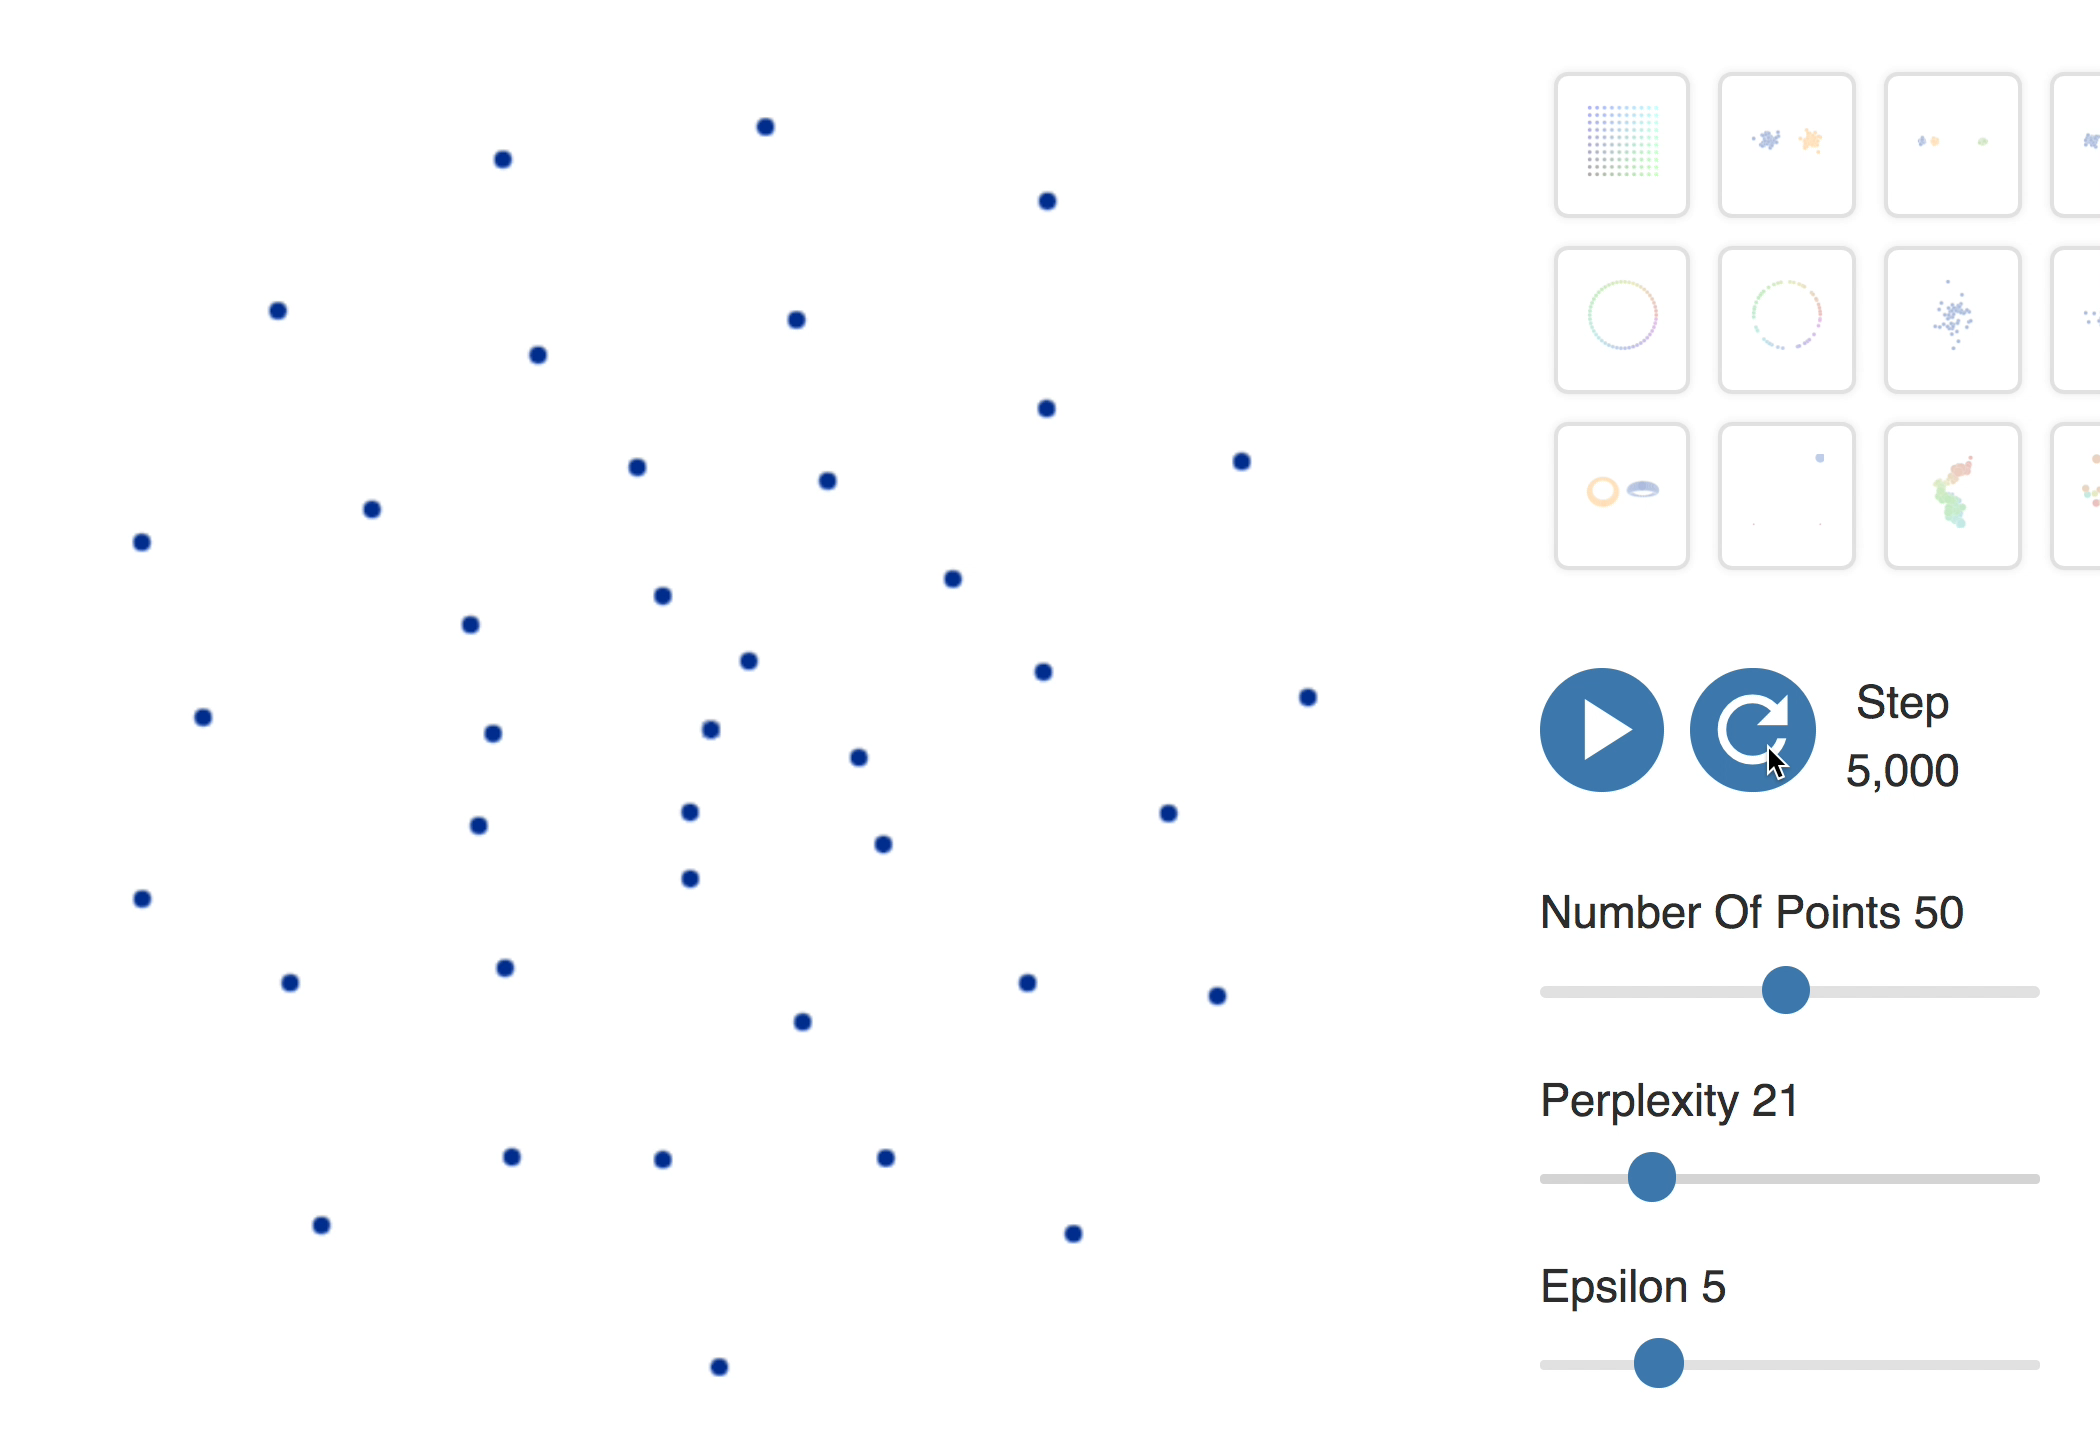 Step
5,000
Number Of Points 50
Perplexity 21
Epsilon 5